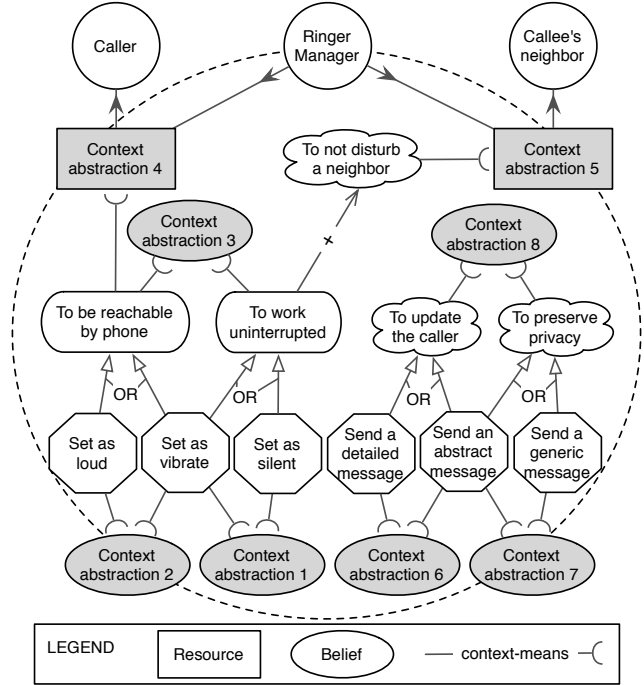 Caller
Ringer
Manager
Callee's
neighbor
Context
abstraction 4
To not disturb
a neighbor
Context
abstraction 5
Context
abstraction 3
Context
abstraction 8
+
To be reachable
by phone
To work
uninterrupted
To update
the caller
To preserve
privacy
OR
OR
OR
OR
Set as
loud
Set as
vibrate
Set as
silent
Send a
detailed
message
Send an
abstract
message
Send a
generic
message
Context
abstraction 2
Context
abstraction 1
Context
abstraction 6
Context
abstraction 7
LEGEND
Resource
Belief
context-means